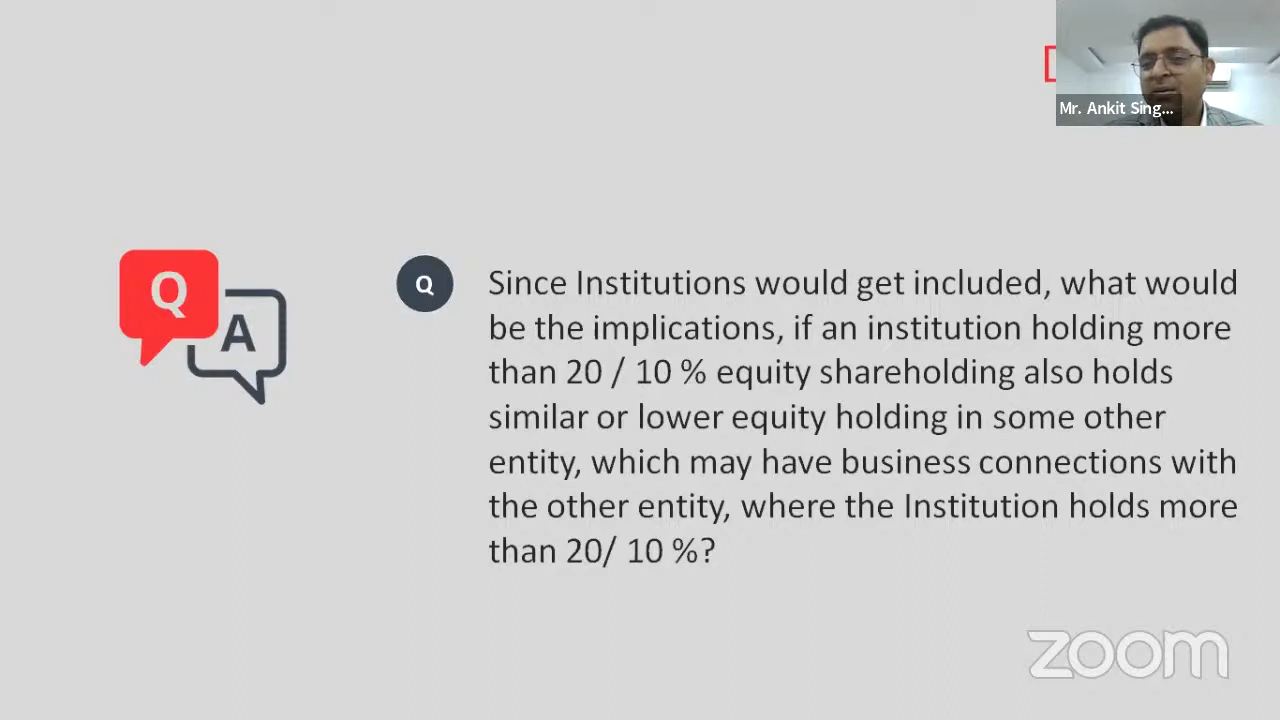 Mr. Ankit Sing...
Q
A
Q
Since Institutions would get included, what would
be the implications, if an institution holding more
than 20 / 10 % equity shareholding also holds
similar or lower equity holding in some other
entity, which may have business connections with
the other entity, where the Institution holds more
than 20/ 10 %?
zoom